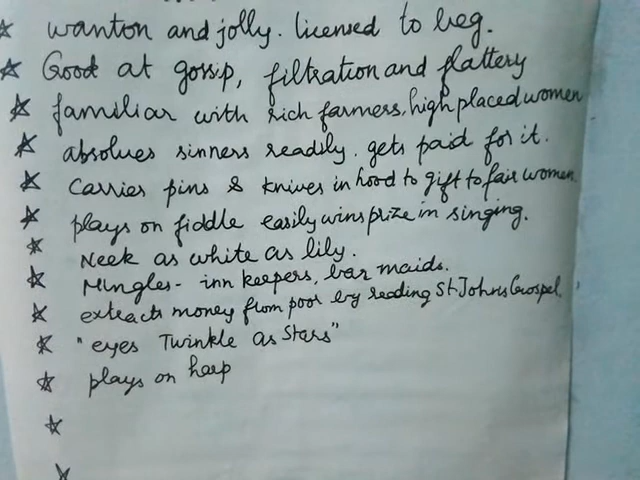 ☆ wanton and jolly. licensed to beg.
☆ Good at gossip, filtration and flattery
☆ familiar with rich farmers, high placed women
☆ absolves sinners readily. gets paid for it.
☆ Carries pins & knives in hood to gift to fair women.
☆ plays on fiddle easily wins prize in singing.
☆ Neek as white as lily.
☆ Mingles - inn keepers, bar maids.
☆ extracts money from poor by reading St Johns Gospel.
☆ "eyes Twinkle as Stars"
☆ plays on harp
☆
☆